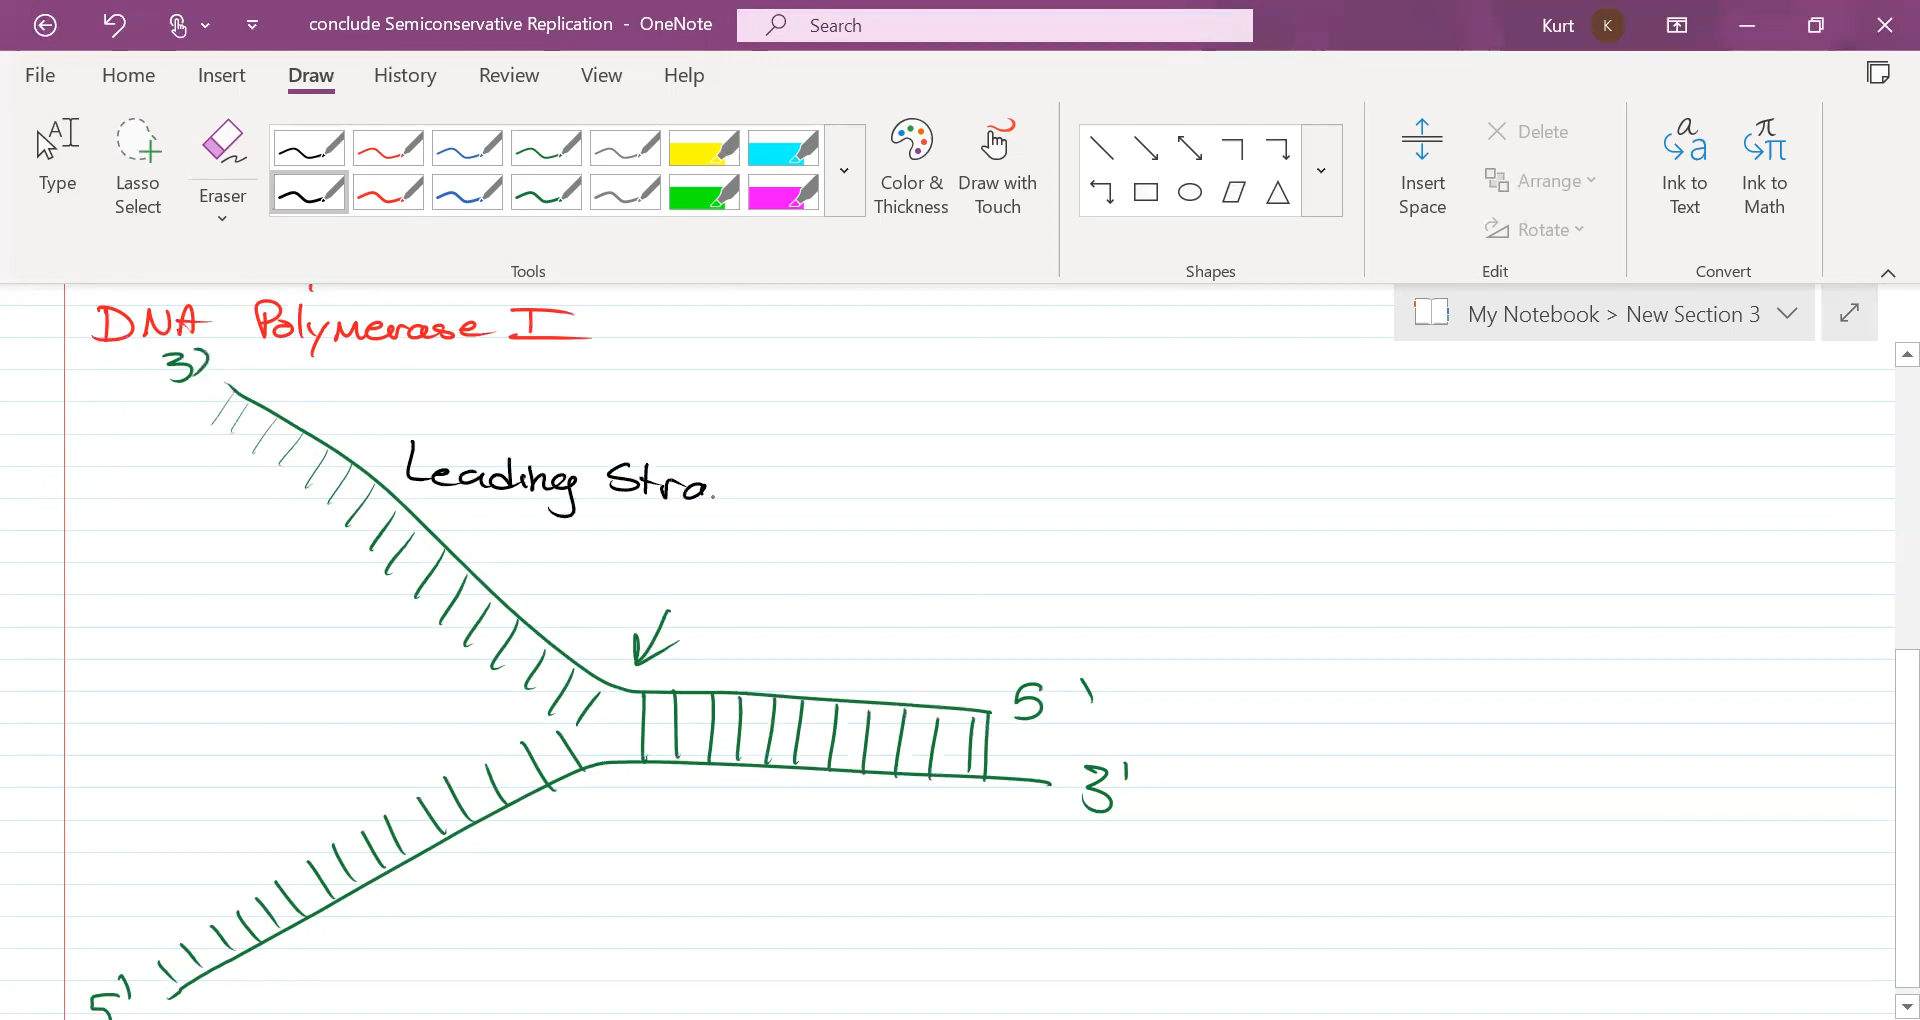 conclude Semiconservative Replication - OneNote
Search
Kurt K
File Home Insert Draw History Review View Help
Type
Lasso Select
Eraser
Color & Thickness
Draw with Touch
Insert Space
Delete
Arrange
Rotate
Ink to Text
Ink to Math
Tools
Shapes
Edit
Convert
My Notebook > New Section 3
DNA Polymerase I
3'
Leading Stra
5'
3'
5'